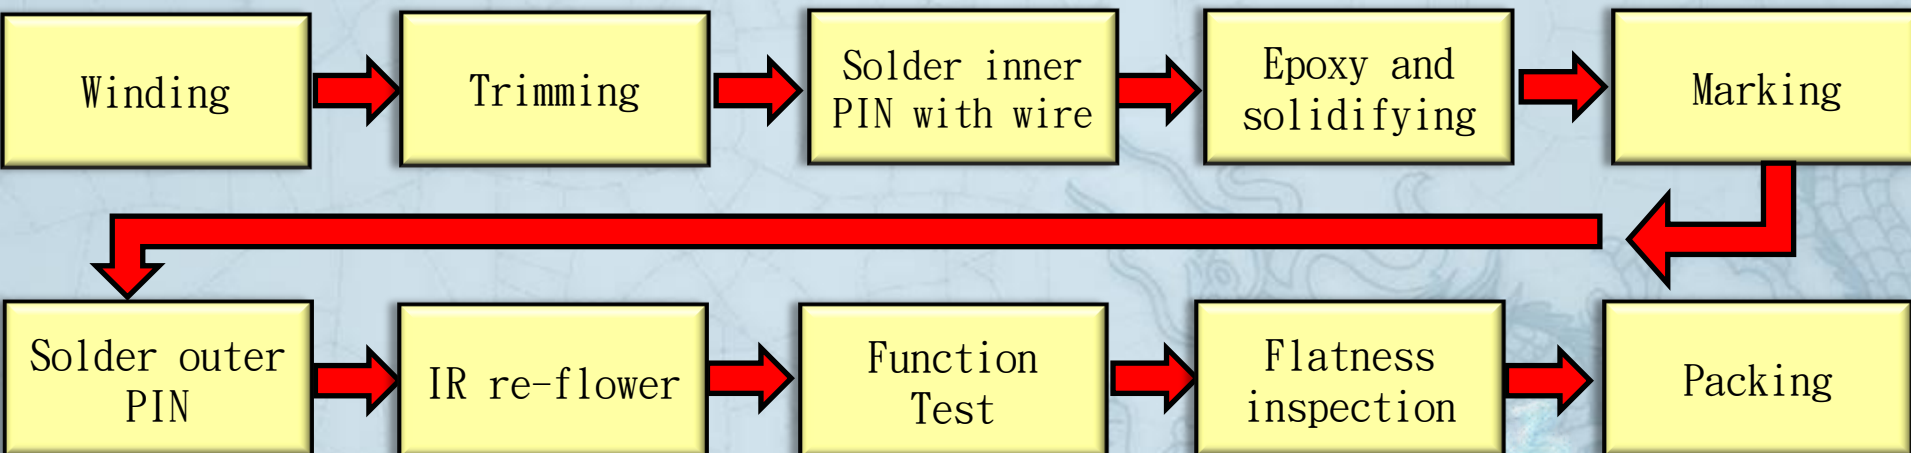 Winding
Trimming
Solder inner
PIN with wire
Epoxy and
solidifying
Marking
Solder outer
PIN
IR re-flower
Function
Test
Flatness
inspection
Packing